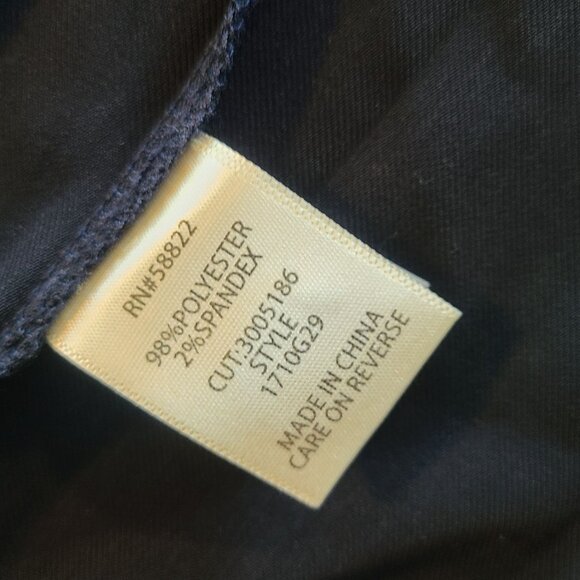 RN#58822
98%POLYESTER
2%SPANDEX
CUT:3005186
STYLE
1710G29
MADE IN CHINA
CARE ON REVERSE